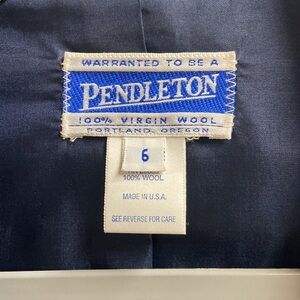 WARRANTED TO BE A
PENDLETON
100% VIRGIN WOOL
PORTLAND, OREGON
6
100% WOOL
MADE IN U.S.A.
SEE REVERSE FOR CARE